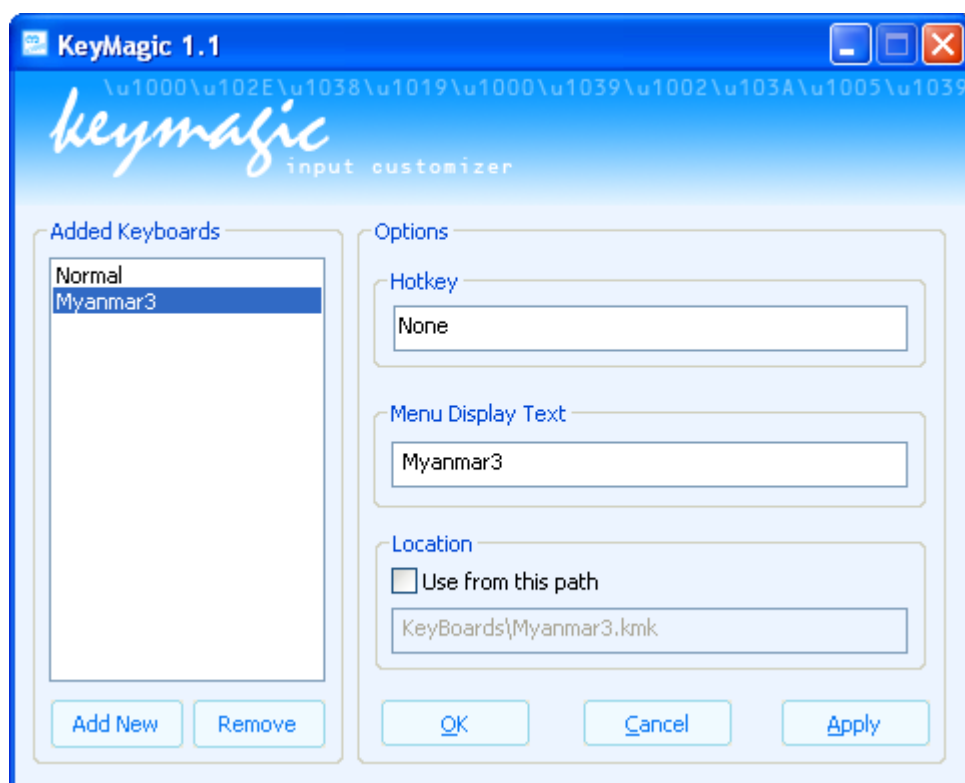 KeyMagic 1.1
\u1000\u102E\u1038\u1019\u1000\u1039\u1002\u103A\u1005\u1039
keymagic
input customizer
Added Keyboards
Normal
Myanmar3
Add New
Remove
Options
Hotkey
None
Menu Display Text
Myanmar3
Location
Use from this path
KeyBoards\Myanmar3.kmk
OK
Cancel
Apply